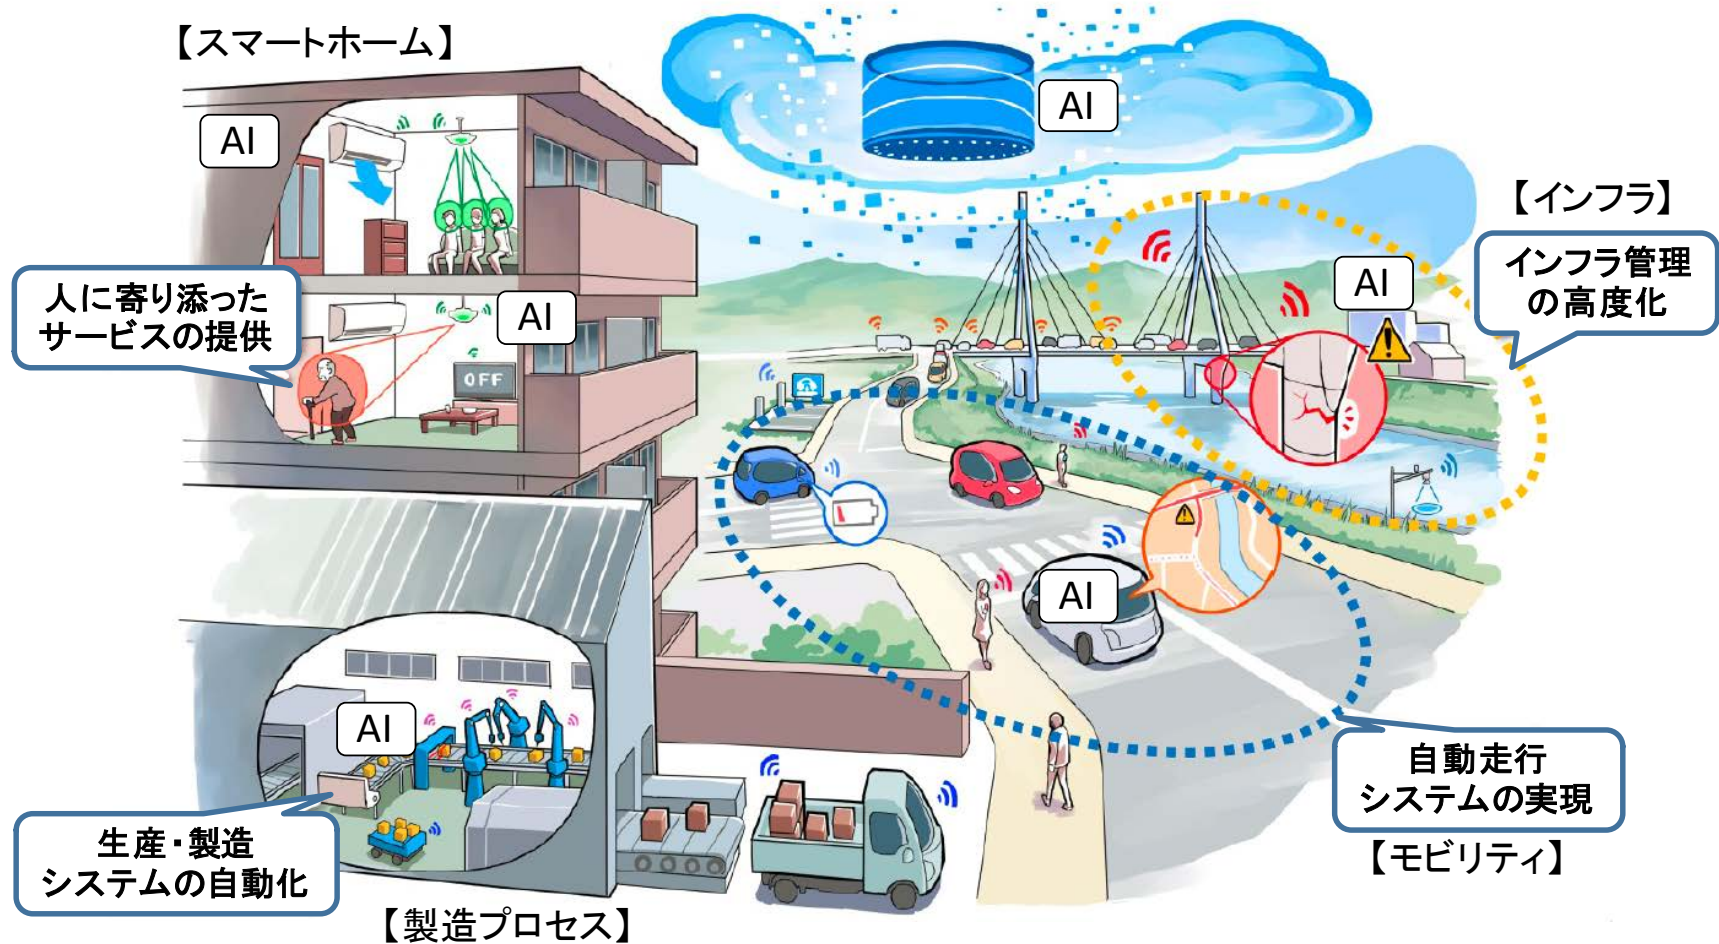 【スマートホーム】
AI
AI
【インフラ】
インフラ管理
の高度化
AI
人に寄り添った
サービスの提供
AI
OFF
AI
AI
自動走行
システムの実現
【モビリティ】
生産・製造
システムの自動化
【製造プロセス】